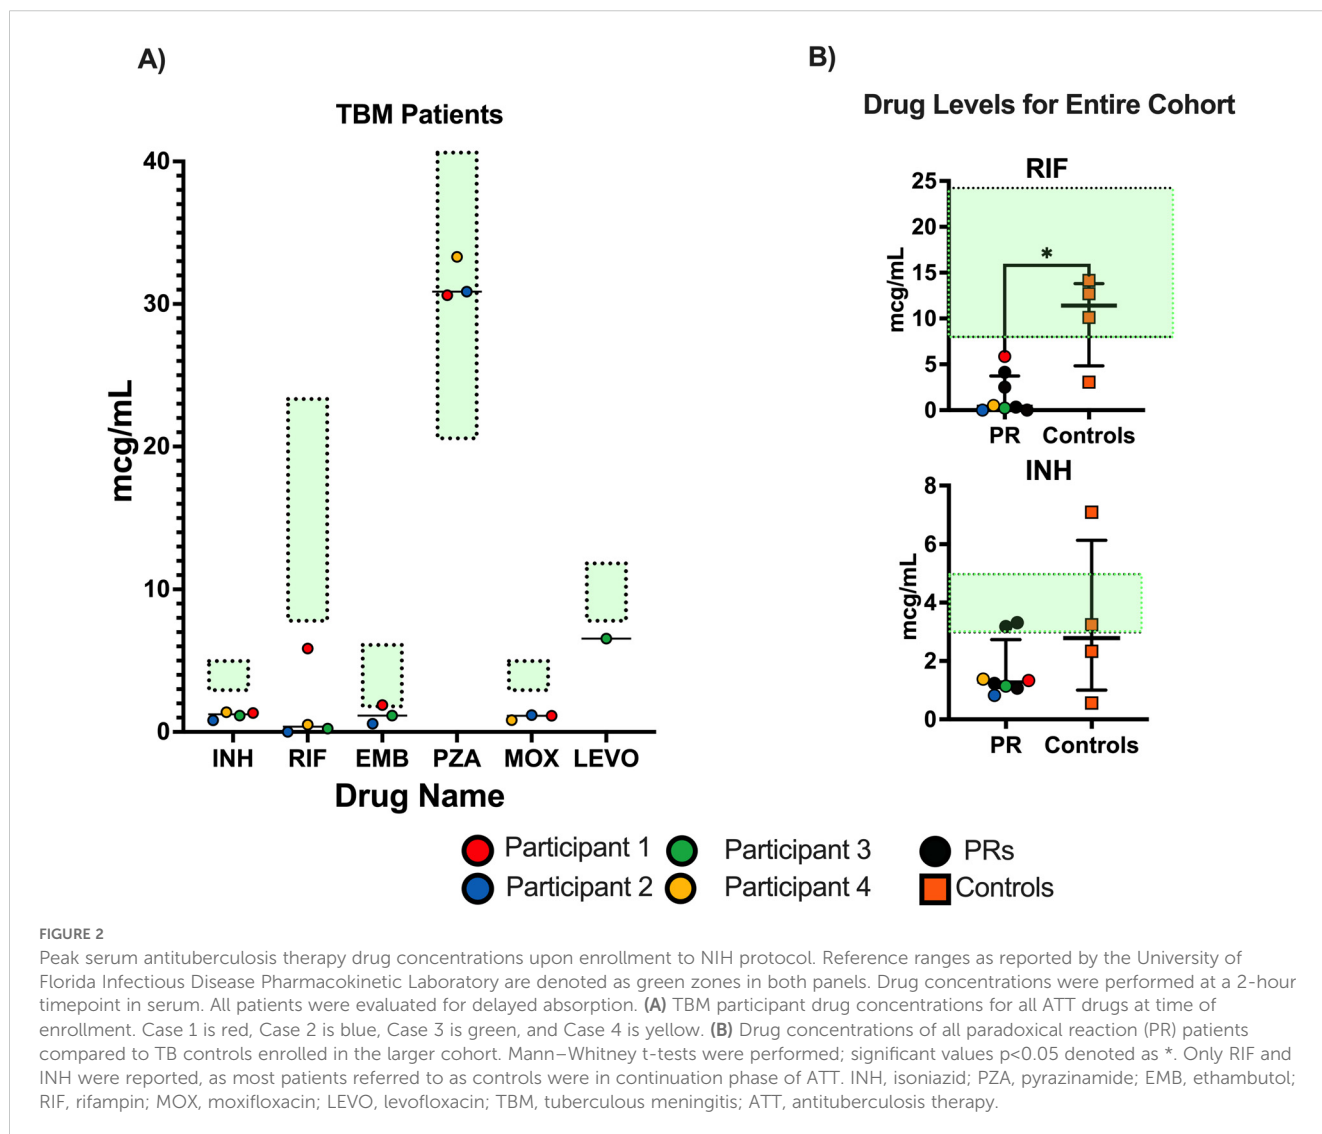 A)
TBM Patients
40
30
20
10
0
mcg/mL
INH RIF EMB PZA MOX LEVO
Drug Name
B)
Drug Levels for Entire Cohort
RIF
25
20
15
10
5
0
mcg/mL
*
PR Controls
INH
8
6
4
2
0
mcg/mL
PR Controls
Participant 1 Participant 3 PRs
Participant 2 Participant 4 Controls
FIGURE 2
Peak serum antituberculosis therapy drug concentrations upon enrollment to NIH protocol. Reference ranges as reported by the University of
Florida Infectious Disease Pharmacokinetic Laboratory are denoted as green zones in both panels. Drug concentrations were performed at a 2-hour
timepoint in serum. All patients were evaluated for delayed absorption. (A) TBM participant drug concentrations for all ATT drugs at time of
enrollment. Case 1 is red, Case 2 is blue, Case 3 is green, and Case 4 is yellow. (B) Drug concentrations of all paradoxical reaction (PR) patients
compared to TB controls enrolled in the larger cohort. Mann–Whitney t-tests were performed; significant values p<0.05 denoted as *. Only RIF and
INH were reported, as most patients referred to as controls were in continuation phase of ATT. INH, isoniazid; PZA, pyrazinamide; EMB, ethambutol;
RIF, rifampin; MOX, moxifloxacin; LEVO, levofloxacin; TBM, tuberculous meningitis; ATT, antituberculosis therapy.